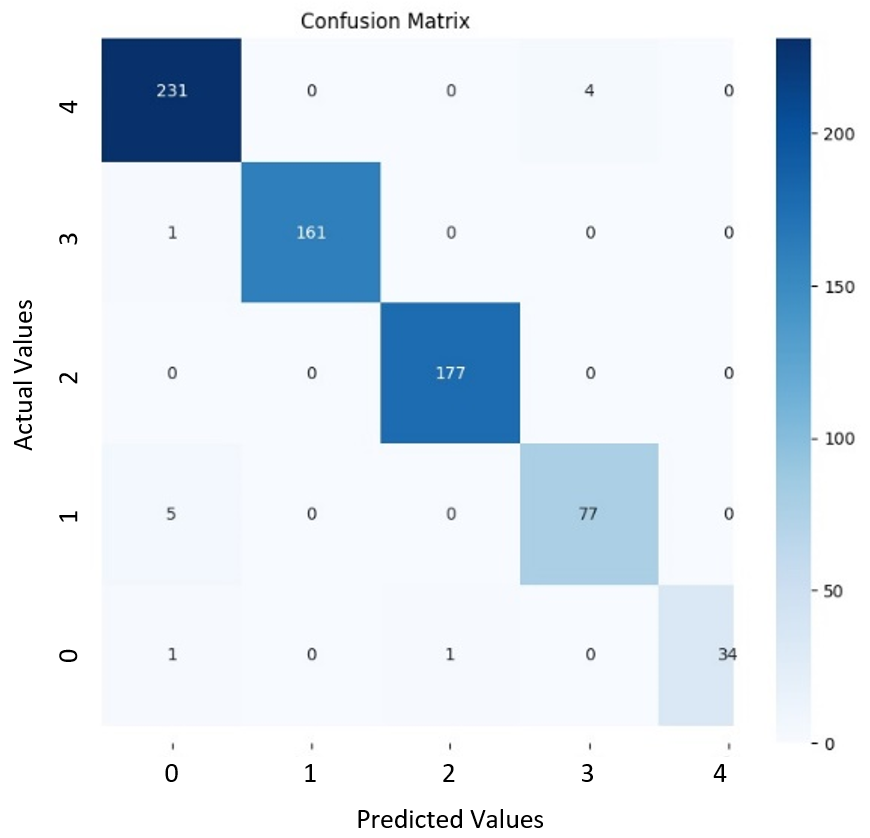 Confusion Matrix
4 231 0 0 4 0
3 1 161 0 0 0
2 0 0 177 0 0
1 5 0 0 77 0
0 1 0 1 0 34
0 1 2 3 4
Actual Values
Predicted Values
200
150
100
50
0